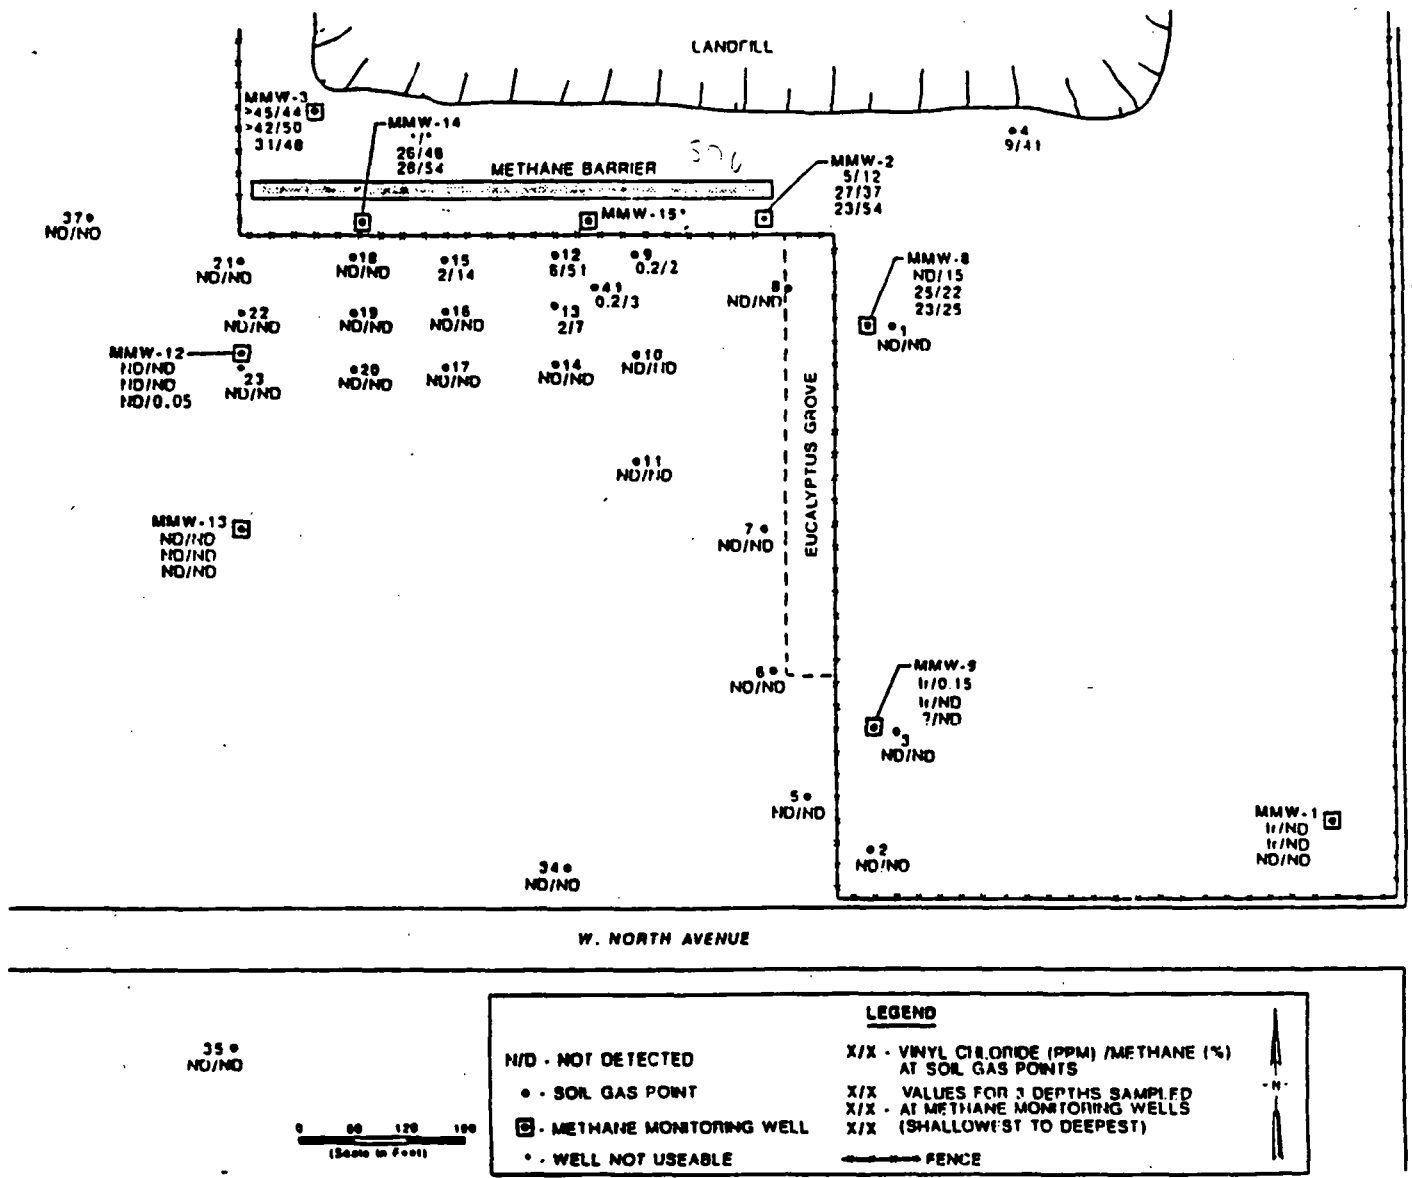 LANDFILL
MMW-3
>45/44
>42/50
31/48
MMW-14
*/*
26/48
28/54
METHANE BARRIER
4
9/41
MMW-2
5/12
27/37
23/54
37
ND/ND
MMW-15*
21
ND/ND
18
ND/ND
15
2/14
12
6/51
9
0.2/2
41
0.2/3
8
ND/ND
MMW-8
ND/15
25/22
23/25
1
ND/ND
22
ND/ND
19
ND/ND
16
ND/ND
13
2/7
MMW-12
ND/ND
ND/ND
ND/0.05
23
ND/ND
20
ND/ND
17
ND/ND
14
ND/ND
10
ND/ND
EUCALYPTUS GROVE
11
ND/ND
MMW-13
ND/ND
ND/ND
ND/ND
7
ND/ND
6
ND/ND
MMW-9
tr/0.15
tr/ND
?/ND
3
ND/ND
5
ND/ND
MMW-1
tr/ND
tr/ND
ND/ND
2
ND/ND
34
ND/ND
W. NORTH AVENUE
35
ND/ND
0 60 120 180
(Scale in Feet)
LEGEND
N/D - NOT DETECTED
• - SOIL GAS POINT
- METHANE MONITORING WELL
* - WELL NOT USEABLE
X/X - VINYL CHLORIDE (PPM) /METHANE (%)
AT SOIL GAS POINTS
X/X VALUES FOR 3 DEPTHS SAMPLED
X/X - AT METHANE MONITORING WELLS
X/X (SHALLOWEST TO DEEPEST)
FENCE
-N-